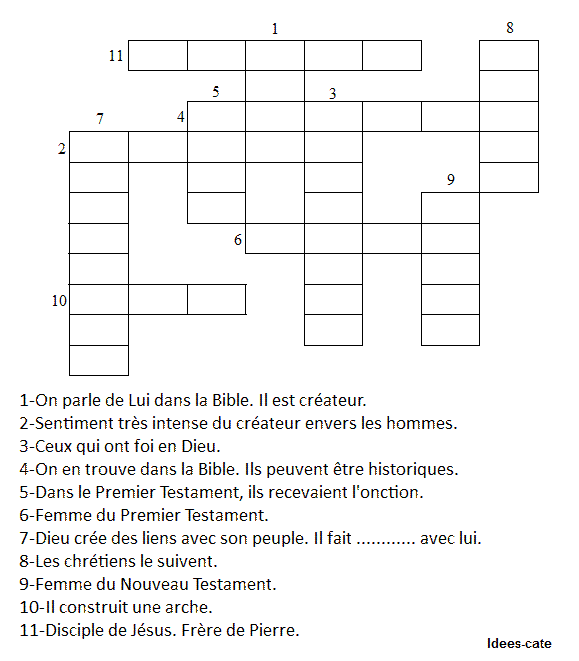 1 8
11
5 3
7 4
2
9
6
10
1-On parle de Lui dans la Bible. Il est créateur.
2-Sentiment très intense du créateur envers les hommes.
3-Ceux qui ont foi en Dieu.
4-On en trouve dans la Bible. Ils peuvent être historiques.
5-Dans le Premier Testament, ils recevaient l'onction.
6-Femme du Premier Testament.
7-Dieu crée des liens avec son peuple. Il fait ............ avec lui.
8-Les chrétiens le suivent.
9-Femme du Nouveau Testament.
10-Il construit une arche.
11-Disciple de Jésus. Frère de Pierre.
Idees-cate